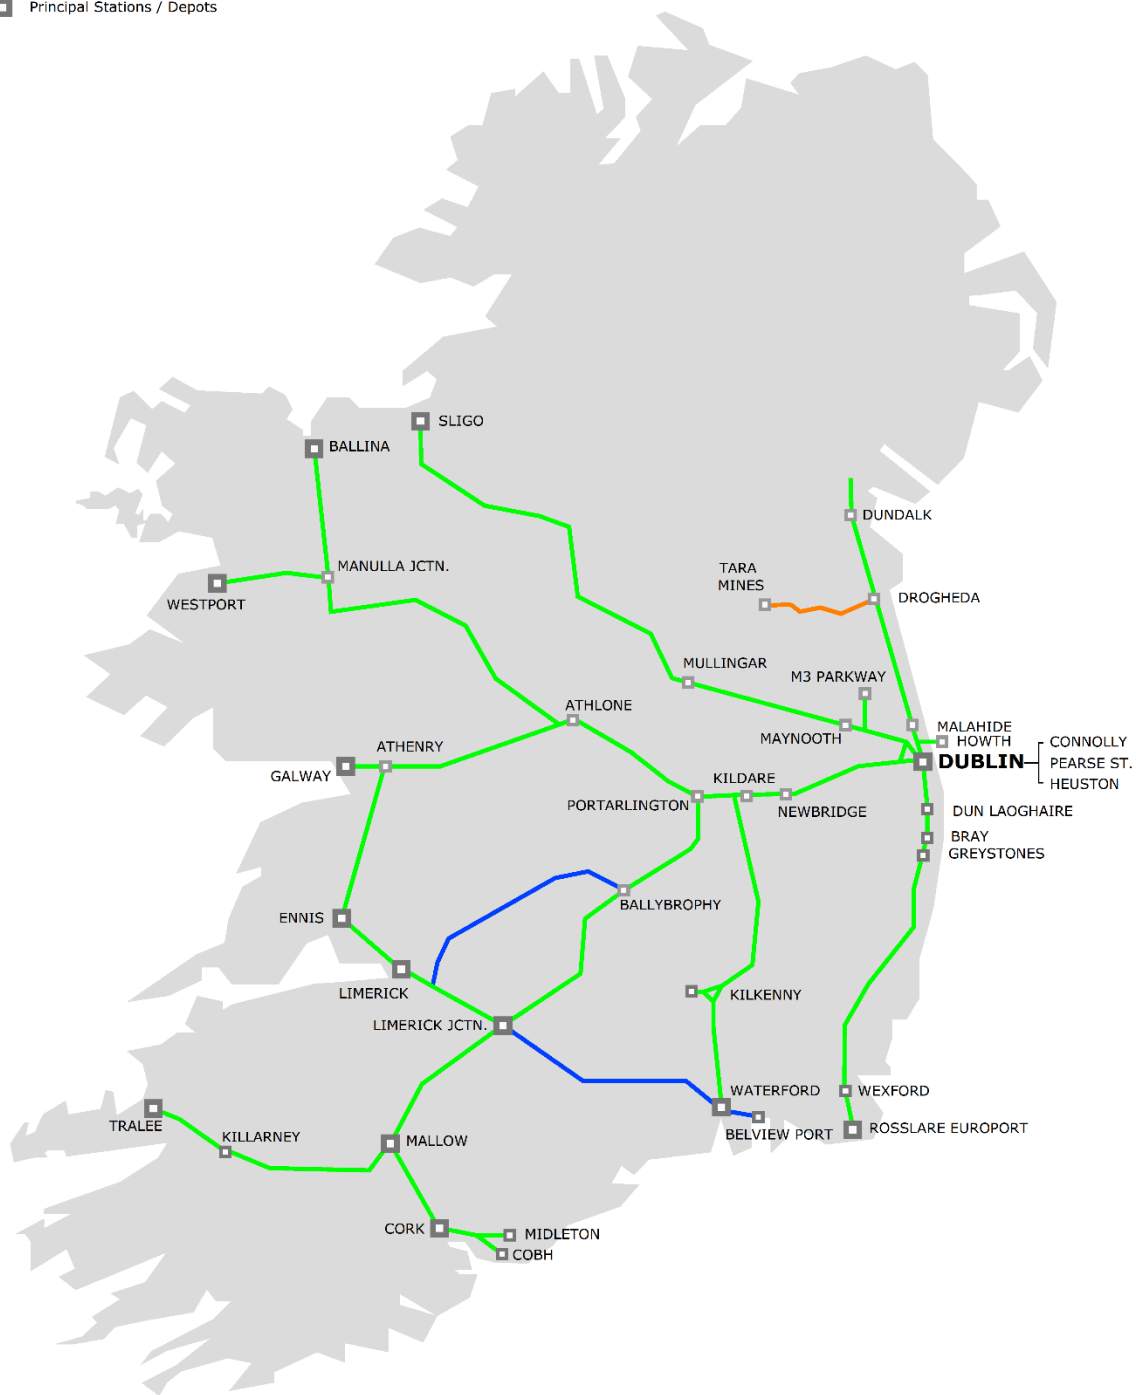 Principal Stations / Depots
SLIGO
BALLINA
DUNDALK
MANULLA JCTN.
TARA
MINES
DROGHEDA
WESTPORT
MULLINGAR
M3 PARKWAY
ATHLONE
MALAHIDE
MAYNOOTH
HOWTH
CONNOLLY
ATHENRY
DUBLIN
PEARSE ST.
GALWAY
KILDARE
HEUSTON
PORTARLINGTON
NEWBRIDGE
DUN LAOGHAIRE
BRAY
GREYSTONES
BALLYBROPHY
ENNIS
LIMERICK
KILKENNY
LIMERICK JCTN.
WATERFORD
WEXFORD
TRALEE
KILLARNEY
MALLOW
BELVIEW PORT
ROSSLARE EUROPORT
CORK
MIDLETON
COBH